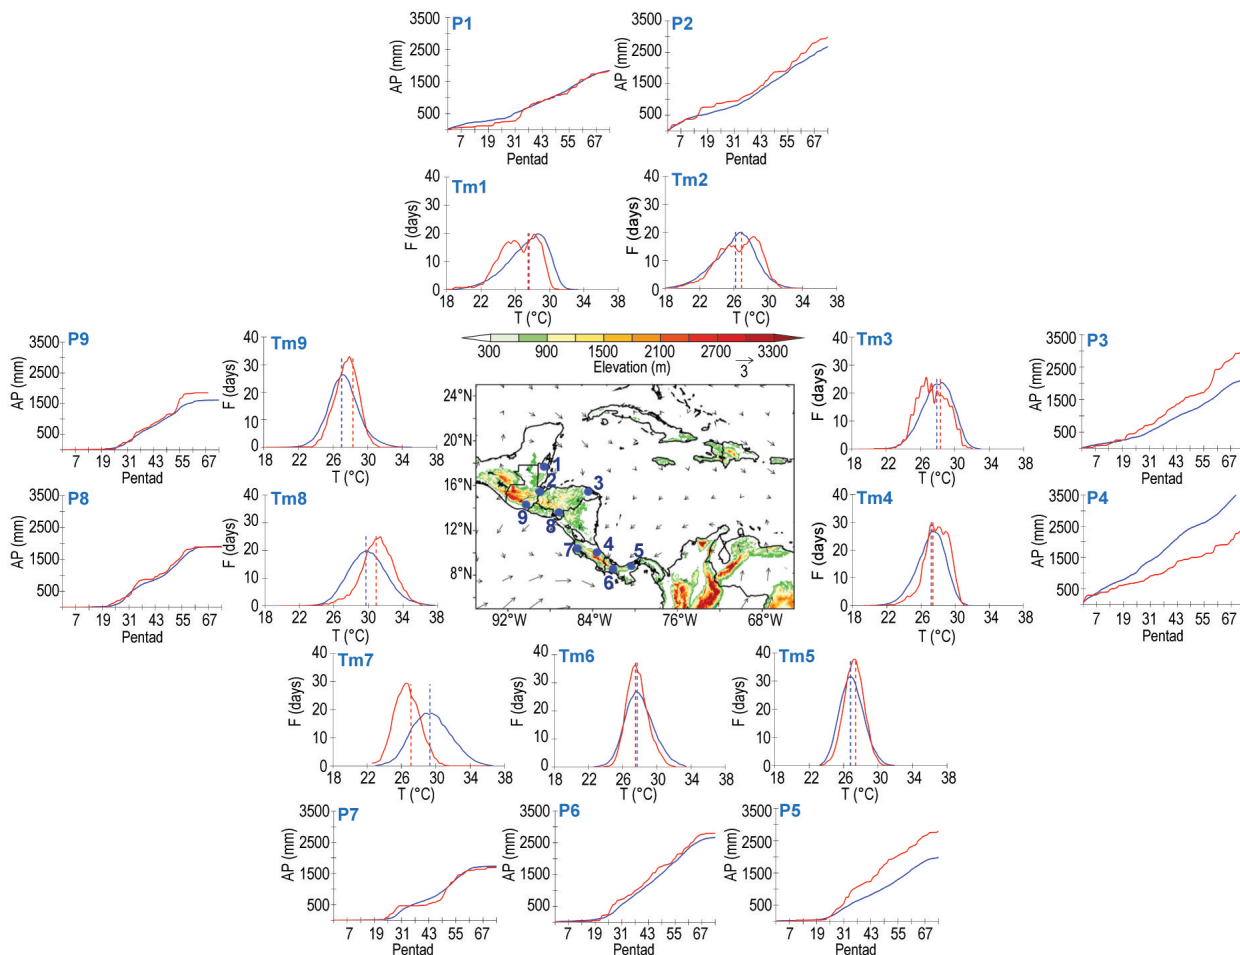 P1
3500
2500
1500
500
AP (mm)
7 19 31 43 55 67
Pentad
P2
3500
2500
1500
500
AP (mm)
7 19 31 43 55 67
Pentad
Tm1
40
30
20
10
0
F (days)
18 22 26 30 34 38
T (°C)
Tm2
40
30
20
10
0
F (days)
18 22 26 30 34 38
T (°C)
P9
3500
2500
1500
500
AP (mm)
7 19 31 43 55 67
Pentad
Tm9
40
30
20
10
0
F (days)
18 22 26 30 34 38
T (°C)
300 900 1500 2100 2700 3300
Elevation (m)
3
24°N
20°N
16°N
12°N
8°N
92°W 84°W 76°W 68°W
1
2
3
9
8
7
4
5
6
Tm3
40
30
20
10
0
F (days)
18 22 26 30 34 38
T (°C)
P3
3500
2500
1500
500
AP (mm)
7 19 31 43 55 67
Pentad
P8
3500
2500
1500
500
AP (mm)
7 19 31 43 55 67
Pentad
Tm8
40
30
20
10
0
F (days)
18 22 26 30 34 38
T (°C)
Tm4
40
30
20
10
0
F (days)
18 22 26 30 34 38
T (°C)
P4
3500
2500
1500
500
AP (mm)
7 19 31 43 55 67
Pentad
Tm7
40
30
20
10
0
F (days)
18 22 26 30 34 38
T (°C)
Tm6
40
30
20
10
0
F (days)
18 22 26 30 34 38
T (°C)
Tm5
40
30
20
10
0
F (days)
18 22 26 30 34 38
T (°C)
P7
3500
2500
1500
500
AP (mm)
7 19 31 43 55 67
Pentad
P6
3500
2500
1500
500
AP (mm)
7 19 31 43 55 67
Pentad
P5
3500
2500
1500
500
AP (mm)
7 19 31 43 55 67
Pentad